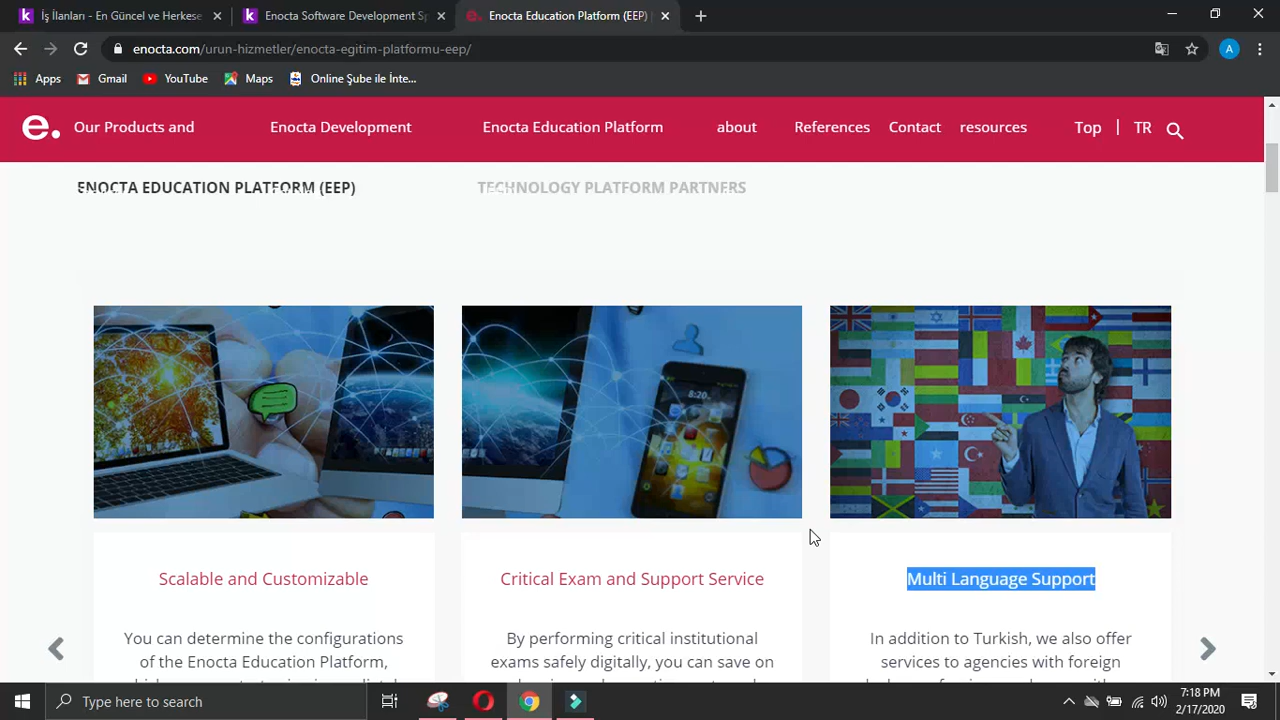 İş İlanları - En Güncel ve Herkese
Enocta Software Development Sp
Enocta Education Platform (EEP)
enocta.com/urun-hizmetler/enocta-egitim-platformu-eep/
A
Apps
Gmail
YouTube
Maps
Online Şube ile İnte...
e.
Our Products and
Enocta Development
Enocta Education Platform
about
References
Contact
resources
Top
TR
ENOCTA EDUCATION PLATFORM (EEP)
TECHNOLOGY PLATFORM PARTNERS
8:20
Scalable and Customizable
Critical Exam and Support Service
Multi Language Support
You can determine the configurations
of the Enocta Education Platform,
By performing critical institutional
exams safely digitally, you can save on
In addition to Turkish, we also offer
services to agencies with foreign
Type here to search
7:18 PM
2/17/2020